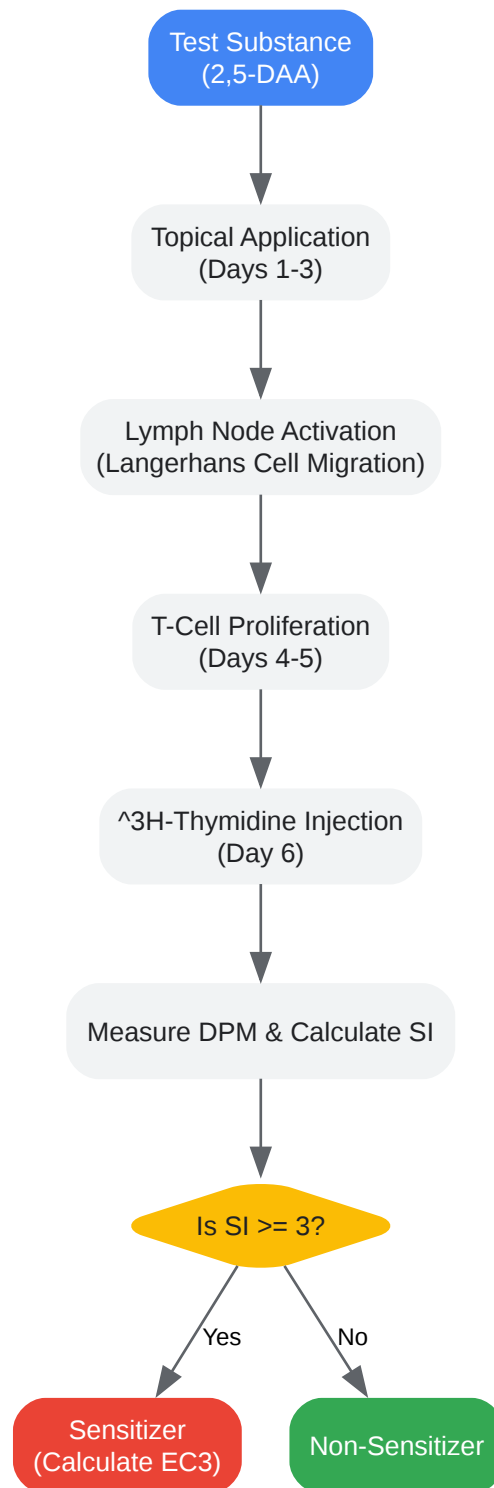 Test Substance
(2,5-DAA)
Topical Application
(Days 1-3)
Lymph Node Activation
(Langerhans Cell Migration)
T-Cell Proliferation
(Days 4-5)
^3H-Thymidine Injection
(Day 6)
Measure DPM & Calculate SI
Is SI >= 3?
Yes
No
Sensitizer
(Calculate EC3)
Non-Sensitizer